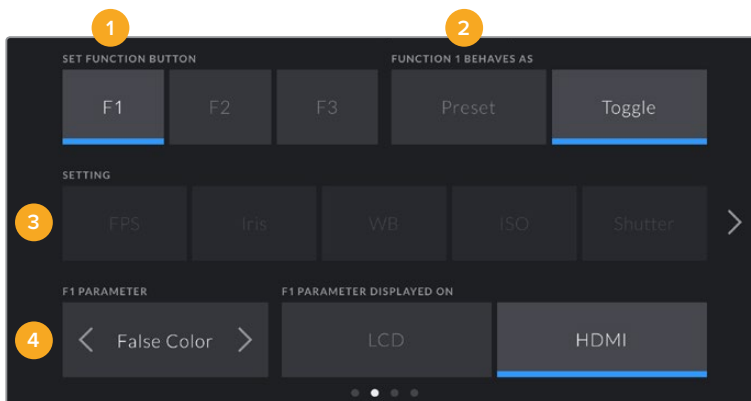 1
2
SET FUNCTION BUTTON
FUNCTION 1 BEHAVES AS
F1
F2
F3
Preset
Toggle
SETTING
3
FPS
Iris
WB
ISO
Shutter
F1 PARAMETER
F1 PARAMETER DISPLAYED ON
4
False Color
LCD
HDMI